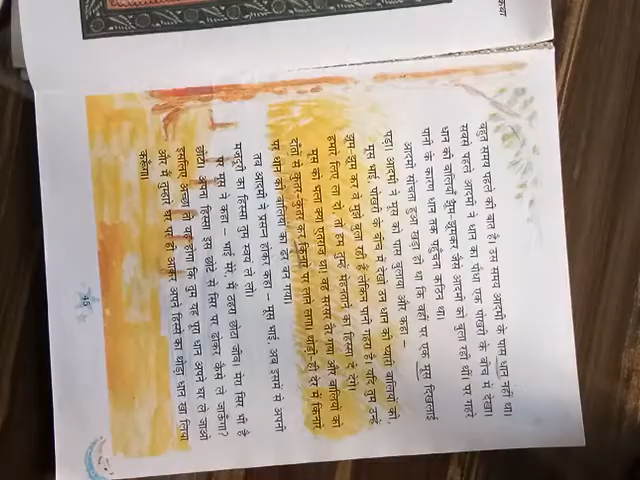 बहुत समय पहले की बात है। उस समय आदमी के पास धान नहीं था।
सबसे पहले आदमी ने धान का पौधा एक पोखरी के बीच में देखा।
धान की बालियाँ झूम-झूमकर जैसे आदमी को बुला रही थीं पर गहरे
पानी के कारण धान तक पहुँचना कठिन था।
आदमी सोचता हुआ खड़ा ही था कि वहीं पर एक मूस दिखलाई
पड़ा। आदमी ने मूस को पास बुलाया और कहा –
मूस भाई, पोखरी के बीच में देखो उन धान की प्यारी बालियों को,
झूम-झूम कर वे मुझे बुला रही हैं लेकिन पानी गहरा है। यदि तुम उन्हें
हमारे लिए ला दो, तो हम तुम्हें मेहनताने का हिस्सा दे देंगे।
मूस को भला क्या एतराज था। वह सरसर तैर गया और बालियों को
दाँतों से कुतर-कुतर कर किनारे पर लाने लगा। थोड़ी-ही देर में किनारे
पर धान की बालियों का ढेर बन गया।
तब आदमी ने प्रसन्न होकर कहा – मूस भाई, अब इसमें से अपनी
मजदूरी का हिस्सा तुम स्वयं ले लो।
पर मूस ने कहा – भाई मेरे, मैं ठहरा छोटा जीव। मेरा सिर भी है
छोटा। अपना हिस्सा इस छोटे से सिर पर ढोकर कैसे ले जाऊँगा?
इसलिए अच्छा तो यह होगा कि तुम यह पूरा धान अपने घर ले जाओ
और मैं तुम्हारे घर पर ही आकर अपने हिस्से का थोड़ा धान खा लिया
करूँगा।
45